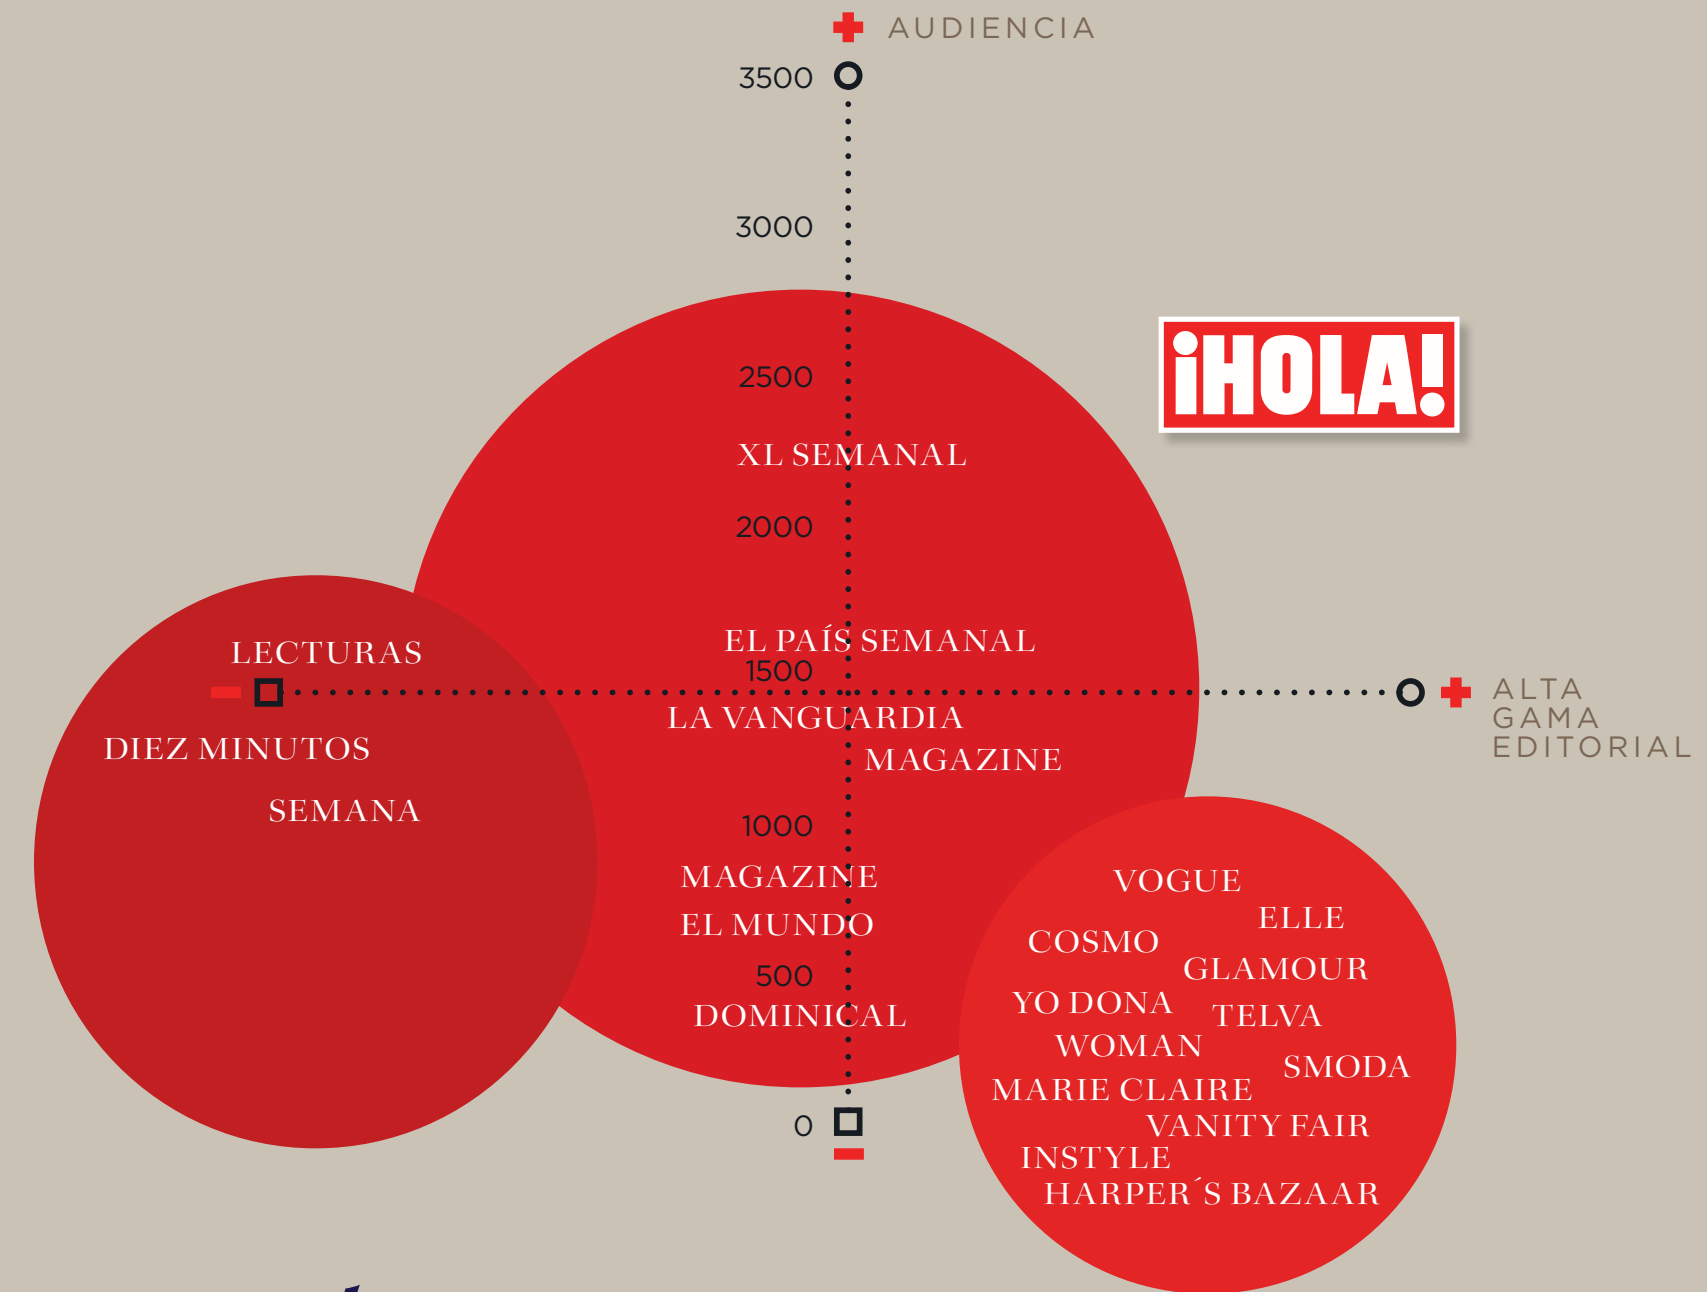 AUDIENCIA
3500
3000
2500
¡HOLA!
XL SEMANAL
2000
EL PAÍS SEMANAL
LECTURAS
1500
ALTA
GAMA
EDITORIAL
LA VANGUARDIA
MAGAZINE
DIEZ MINUTOS
SEMANA
1000
MAGAZINE
EL MUNDO
500
DOMINICAL
0
VOGUE
ELLE
COSMO
GLAMOUR
YO DONA
TELVA
WOMAN
SMODA
MARIE CLAIRE
VANITY FAIR
INSTYLE
HARPER´S BAZAAR